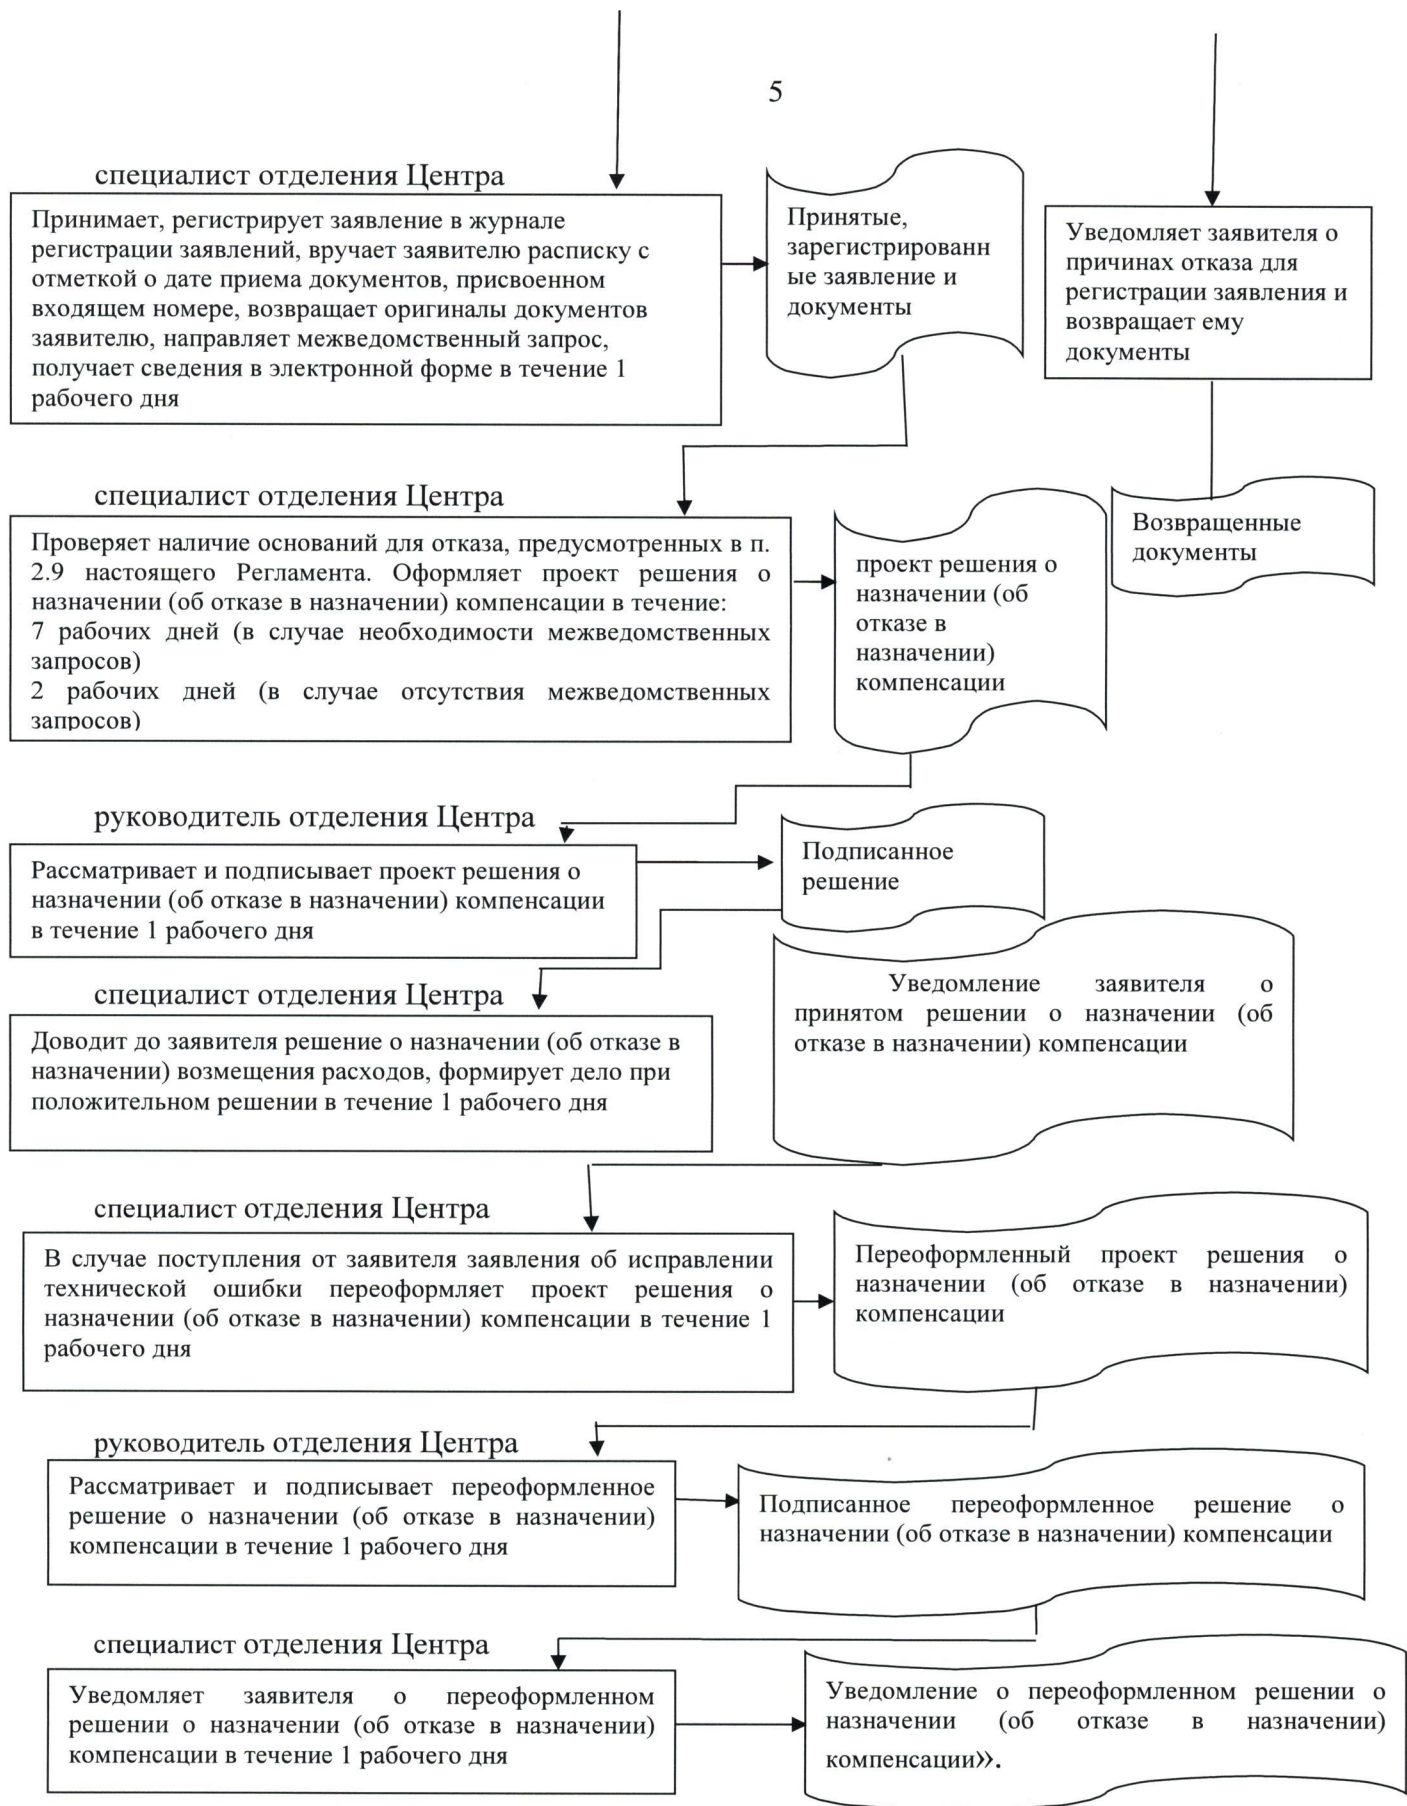 5
специалист отделения Центра
Принимает, регистрирует заявление в журнале
регистрации заявлений, вручает заявителю расписку с
отметкой о дате приема документов, присвоенном
входящем номере, возвращает оригиналы документов
заявителю, направляет межведомственный запрос,
получает сведения в электронной форме в течение 1
рабочего дня
Принятые,
зарегистрированн
ые заявление и
документы
Уведомляет заявителя о
причинах отказа для
регистрации заявления и
возвращает ему
документы
специалист отделения Центра
Проверяет наличие оснований для отказа, предусмотренных в п.
2.9 настоящего Регламента. Оформляет проект решения о
назначении (об отказе в назначении) компенсации в течение:
7 рабочих дней (в случае необходимости межведомственных
запросов)
2 рабочих дней (в случае отсутствия межведомственных
запросов)
проект решения о
назначении (об
отказе в
назначении)
компенсации
Возвращенные
документы
руководитель отделения Центра
Рассматривает и подписывает проект решения о
назначении (об отказе в назначении) компенсации
в течение 1 рабочего дня
Подписанное
решение
специалист отделения Центра
Доводит до заявителя решение о назначении (об отказе в
назначении) возмещения расходов, формирует дело при
положительном решении в течение 1 рабочего дня
Уведомление заявителя о
принятом решении о назначении (об
отказе в назначении) компенсации
специалист отделения Центра
В случае поступления от заявителя заявления об исправлении
технической ошибки переоформляет проект решения о
назначении (об отказе в назначении) компенсации в течение 1
рабочего дня
Переоформленный проект решения о
назначении (об отказе в назначении)
компенсации
руководитель отделения Центра
Рассматривает и подписывает переоформленное
решение о назначении (об отказе в назначении)
компенсации в течение 1 рабочего дня
Подписанное переоформленное решение о
назначении (об отказе в назначении) компенсации
специалист отделения Центра
Уведомляет заявителя о переоформленном
решении о назначении (об отказе в назначении)
компенсации в течение 1 рабочего дня
Уведомление о переоформленном решении о
назначении (об отказе в назначении)
компенсации».